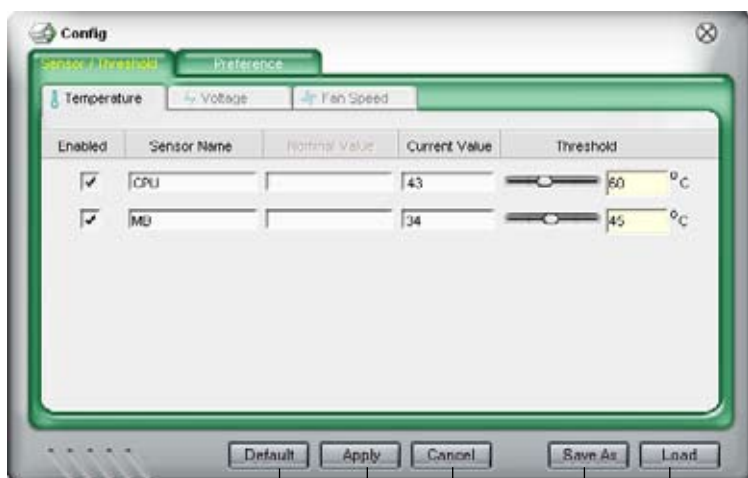 Config
Sensor / Threshold Preference
Temperature Voltage Fan Speed
Enabled Sensor Name Nominal Value Current Value Threshold
CPU 43 60 °C
MB 34 45 °C
Default Apply Cancel Save As Load